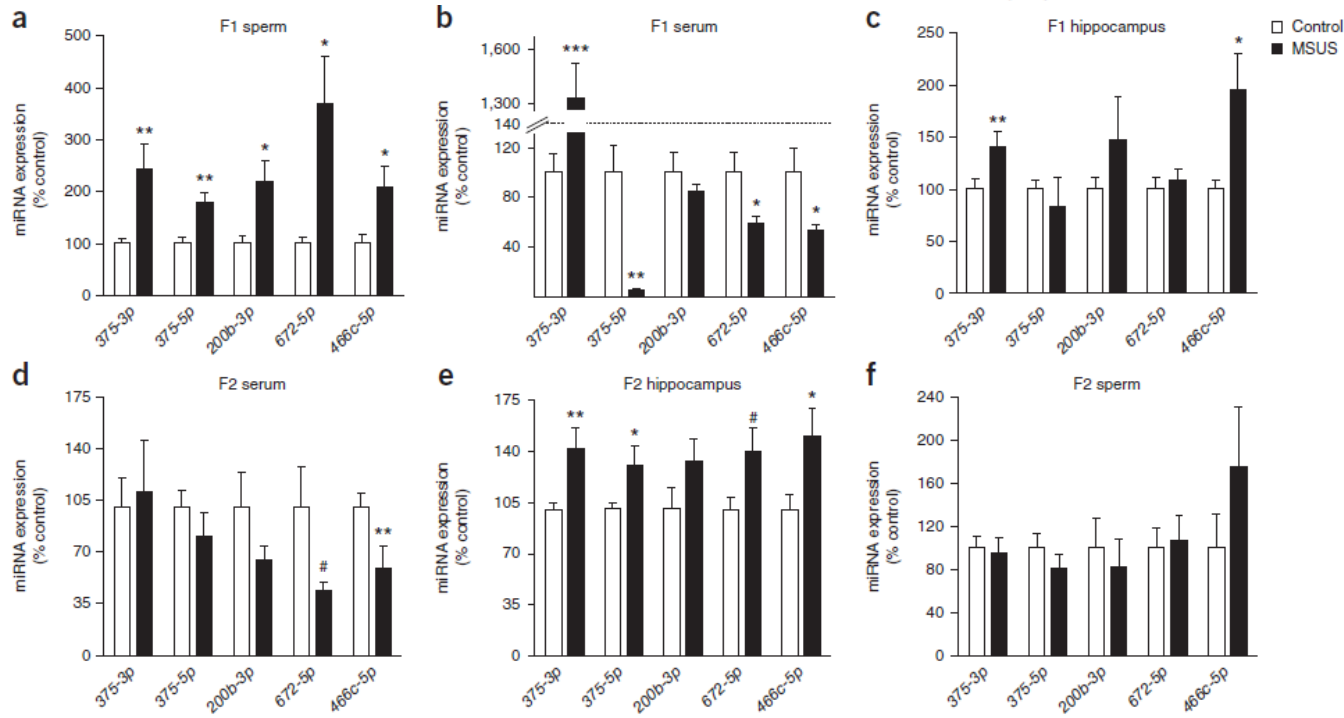 a
F1 sperm
miRNA expression
(% control)
500
400
300
200
100
0
**
**
*
*
*
375-3p
375-5p
200b-3p
672-5p
466c-5p
b
F1 serum
miRNA expression
(% control)
1,600
1,300
140
120
80
40
***
**
*
*
375-3p
375-5p
200b-3p
672-5p
466c-5p
c
F1 hippocampus
miRNA expression
(% control)
250
200
150
100
50
0
**
*
375-3p
375-5p
200b-3p
672-5p
466c-5p
Control
MSUS
d
F2 serum
miRNA expression
(% control)
175
140
105
70
35
0
#
**
375-3p
375-5p
200b-3p
672-5p
466c-5p
e
F2 hippocampus
miRNA expression
(% control)
175
140
105
70
35
0
**
*
#
*
375-3p
375-5p
200b-3p
672-5p
466c-5p
f
F2 sperm
miRNA expression
(% control)
240
200
160
120
80
40
0
375-3p
375-5p
200b-3p
672-5p
466c-5p